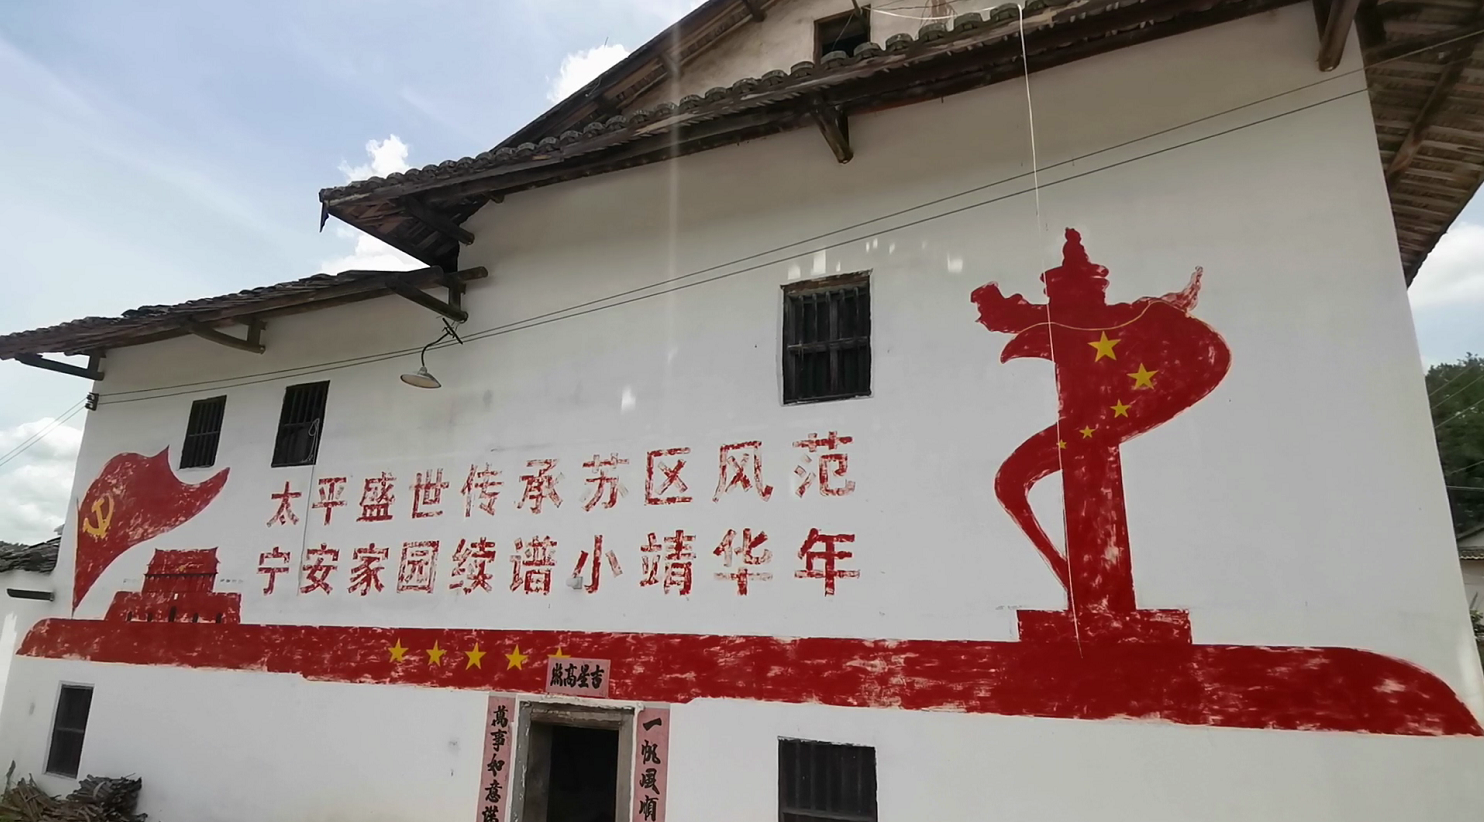 太平盛世传承苏区风范
宁安家园续谱小靖华年
吉星高照
一帆风順
萬事如意